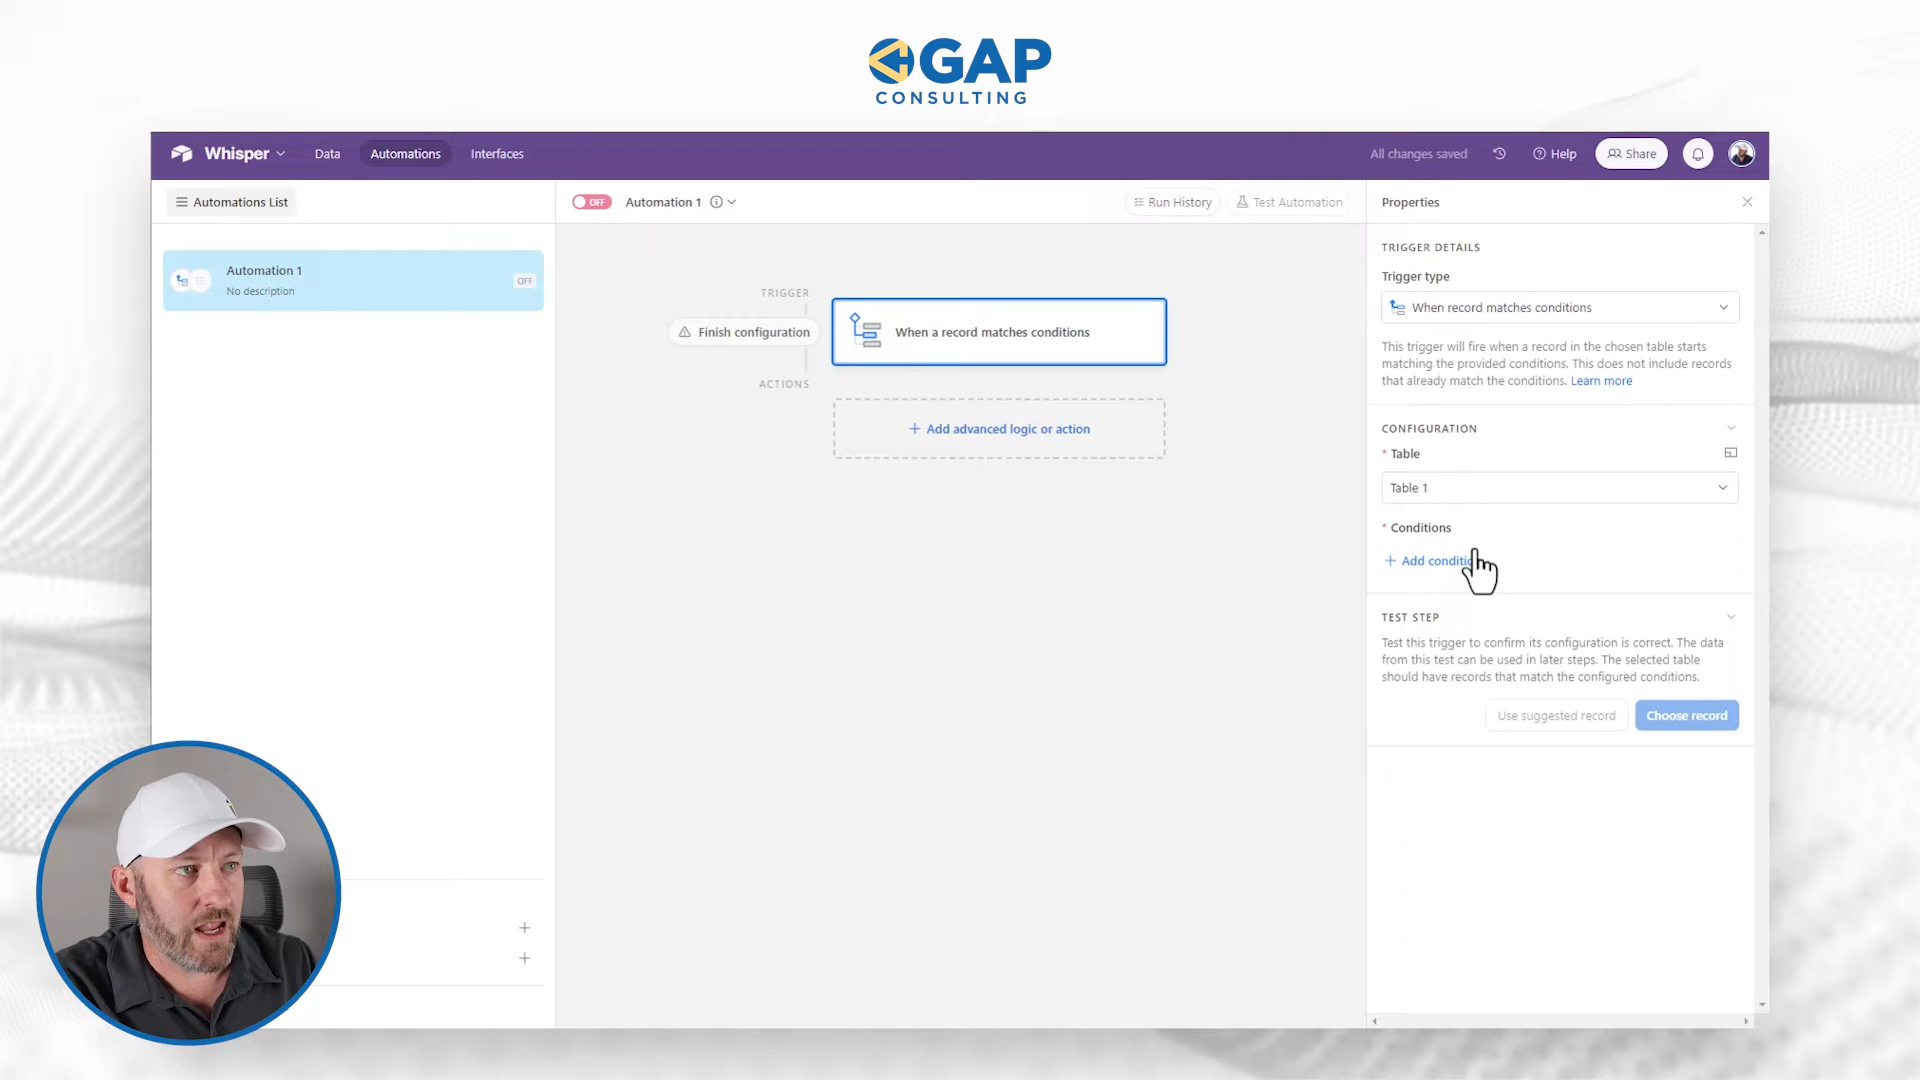 GAP
CONSULTING
Whisper
Data
Automations
Interfaces
All changes saved
Help
Share
Automations List
OFF
Automation 1
Run History
Test Automation
Properties
Automation 1
No description
OFF
TRIGGER
Finish configuration
When a record matches conditions
ACTIONS
+ Add advanced logic or action
TRIGGER DETAILS
Trigger type
When record matches conditions
This trigger will fire when a record in the chosen table starts
matching the provided conditions. This does not include records
that already match the conditions. Learn more
CONFIGURATION
* Table
Table 1
* Conditions
+ Add
TEST STEP
Test this trigger to confirm its configuration is correct. The data
from this test can be used in later steps. The selected table
should have records that match the configured conditions.
Use suggested record
Choose record